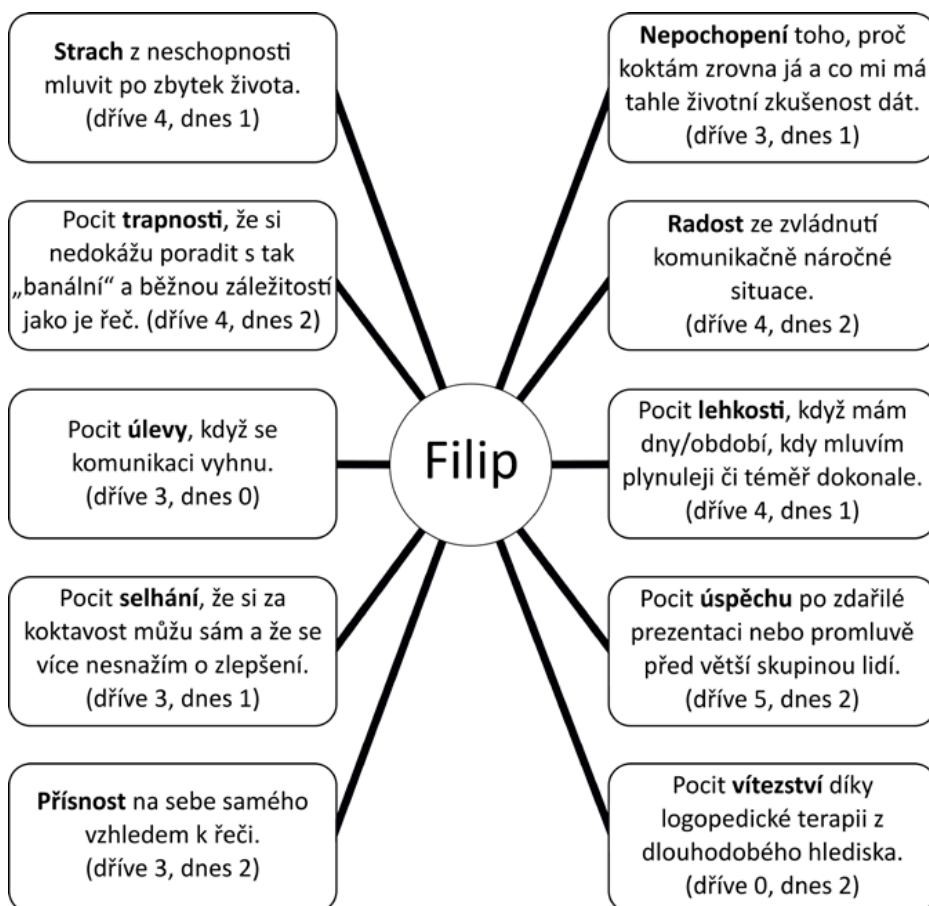 Strach z neschopnosti
mluvit po zbytek života.
(dříve 4, dnes 1)
Pocit trapnosti, že si
nedokážu poradit s tak
„banální“ a běžnou záležitostí
jako je řeč. (dříve 4, dnes 2)
Pocit úlevy, když se
komunikaci vyhnu.
(dříve 3, dnes 0)
Pocit selhání, že si za
koktavost můžu sám a že se
více nesnažím o zlepšení.
(dříve 3, dnes 1)
Přísnost na sebe samého
vzhledem k řeči.
(dříve 3, dnes 2)
Filip
Nepochopení toho, proč
koktám zrovna já a co mi má
tahle životní zkušenost dát.
(dříve 3, dnes 1)
Radost ze zvládnutí
komunikačně náročné
situace.
(dříve 4, dnes 2)
Pocit lehkosti, když mám
dny/období, kdy mluvím
plynuleji či téměř dokonale.
(dříve 4, dnes 1)
Pocit úspěchu po zdařilé
prezentaci nebo promluvě
před větší skupinou lidí.
(dříve 5, dnes 2)
Pocit vítezství díky
logopedické terapii z
dlouhodobého hlediska.
(dříve 0, dnes 2)